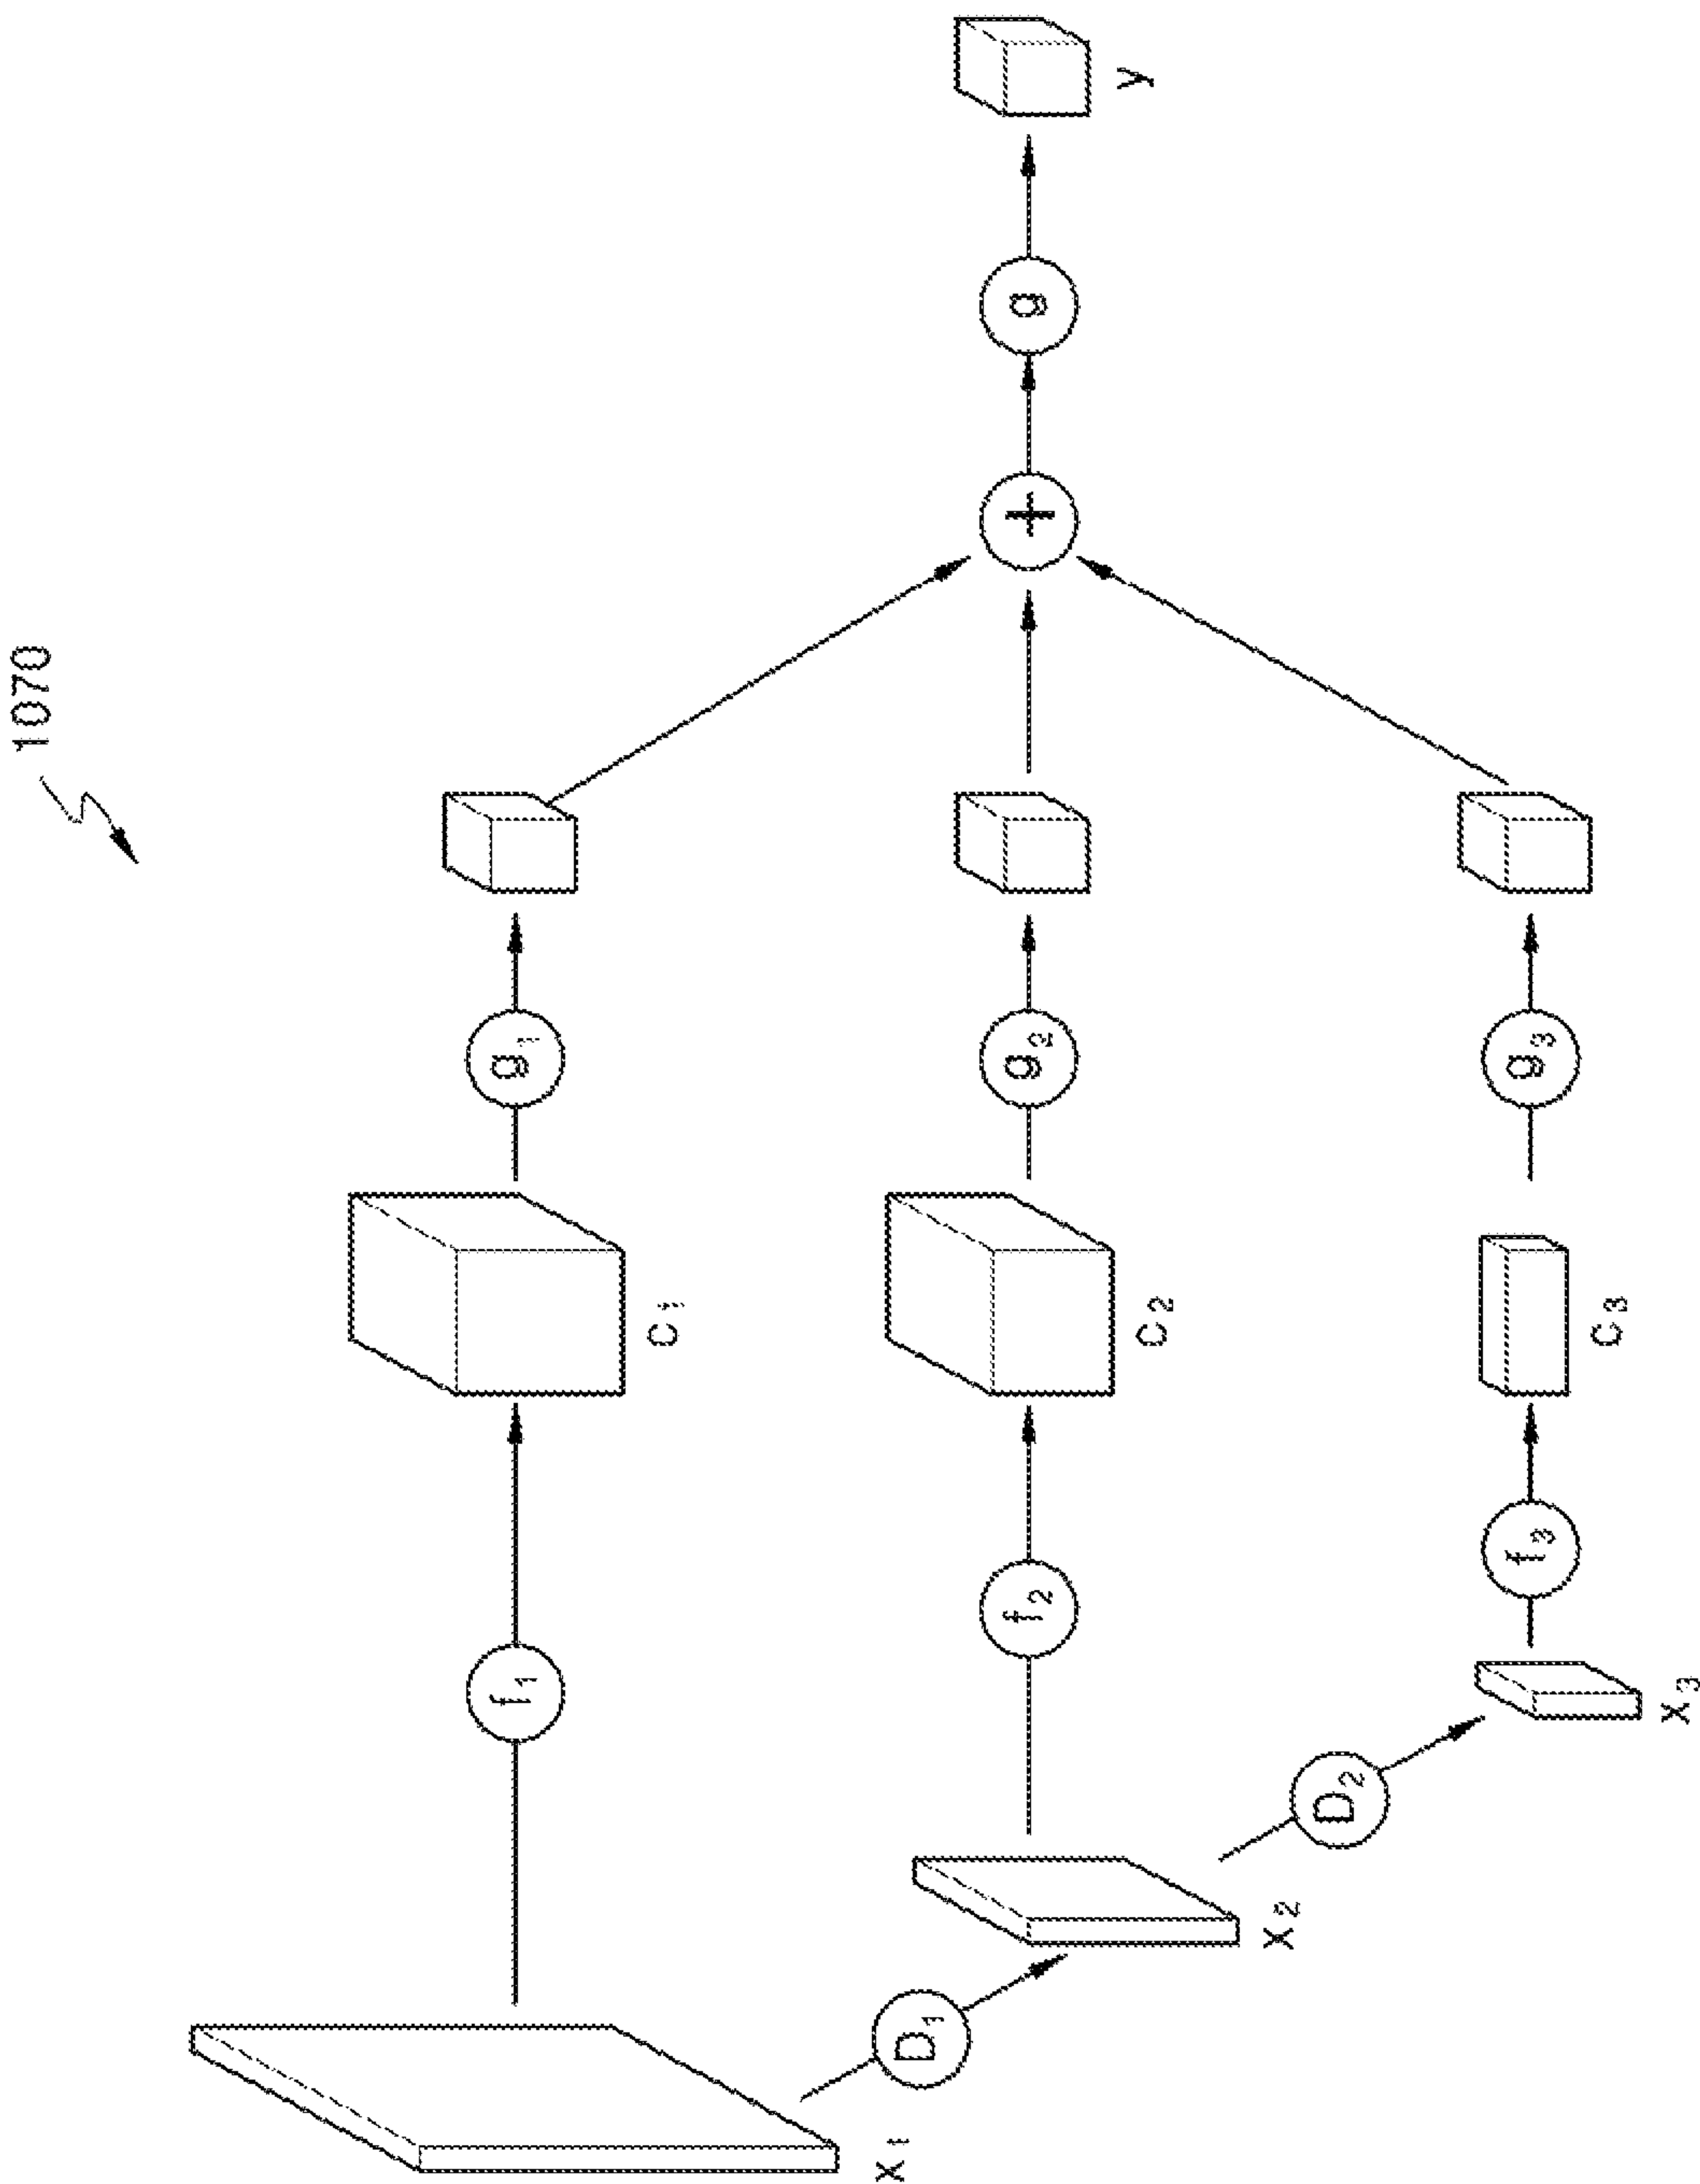 1070
f₁ g₁
C₁
x₁ D₁
f₂ g₂ + g
y
C₂
x₂
D₂
f₃ g₃
C₃
x₃